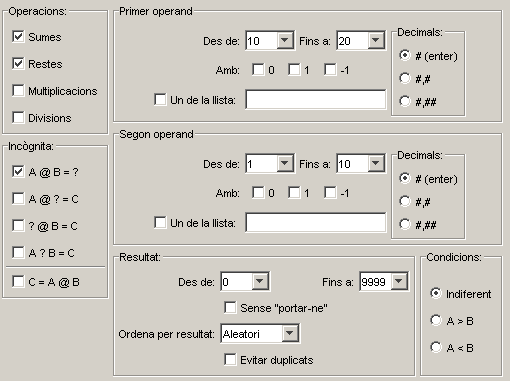 Operacions:
Sumes
Restes
Multiplicacions
Divisions
Incògnita:
A @ B = ?
A @ ? = C
? @ B = C
A ? B = C
C = A @ B
Primer operand
Des de: 10 Fins a: 20
Amb: 0 1 -1
Un de la llista:
Decimals:
# (enter)
#,#
#,##
Segon operand
Des de: 1 Fins a: 10
Amb: 0 1 -1
Un de la llista:
Decimals:
# (enter)
#,#
#,##
Resultat:
Des de: 0 Fins a: 9999
Sense "portar-ne"
Ordena per resultat: Aleatori
Evitar duplicats
Condicions:
Indiferent
A > B
A < B